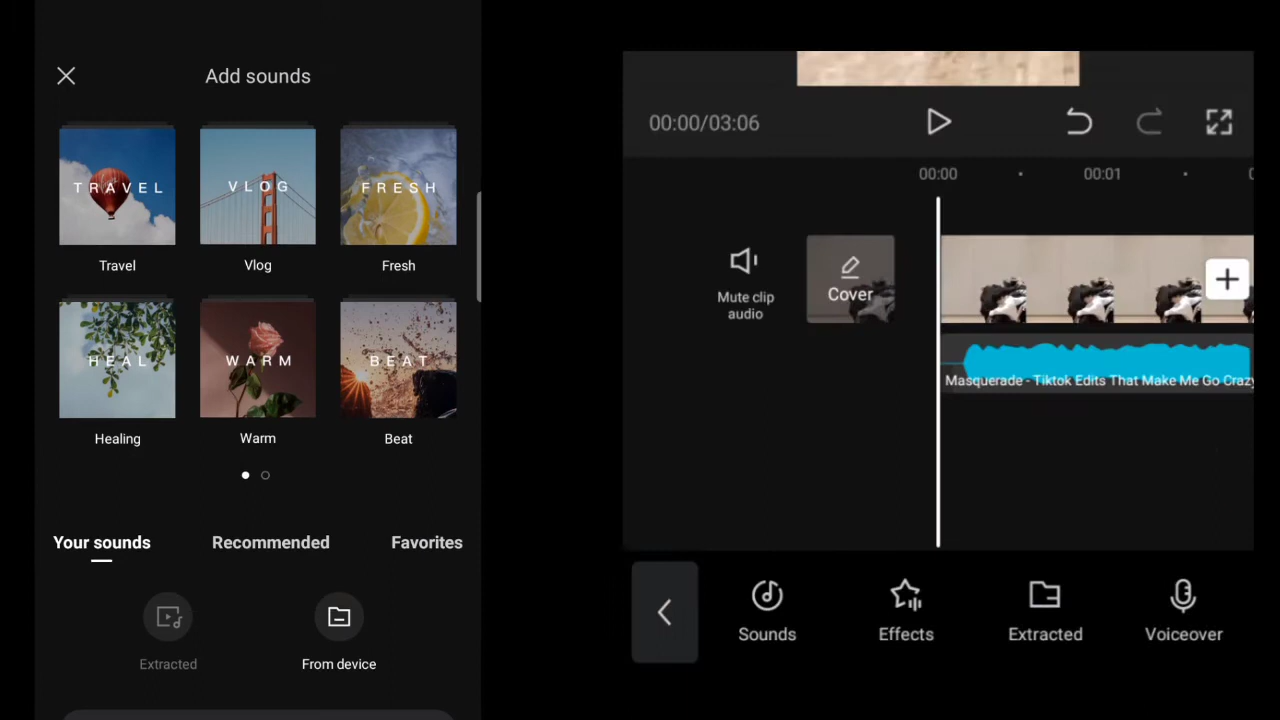 Add sounds
TRAVEL
VLOG
FRESH
Travel
Vlog
Fresh
HEAL
WARM
BEAT
Healing
Warm
Beat
Your sounds
Recommended
Favorites
Extracted
From device
00:00/03:06
00:00
00:01
Mute clip
audio
Cover
Masquerade - Tiktok Edits That Make Me Go Crazy
Sounds
Effects
Extracted
Voiceover